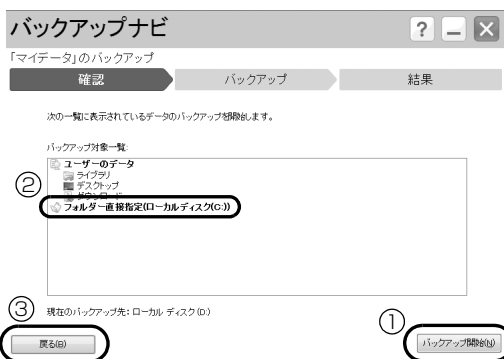 バックアップナビ
? – X
「マイデータ」のバックアップ
確認 バックアップ 結果
次の一覧に表示されているデータのバックアップを開始します。
バックアップ対象一覧:
ユーザーのデータ
ライブラリ
デスクトップ
ダウンロード
② フォルダー直接指定(ローカルディスク(C:))
③ 現在のバックアップ先: ローカル ディスク (D:)
①
戻る(B) バックアップ開始(N)